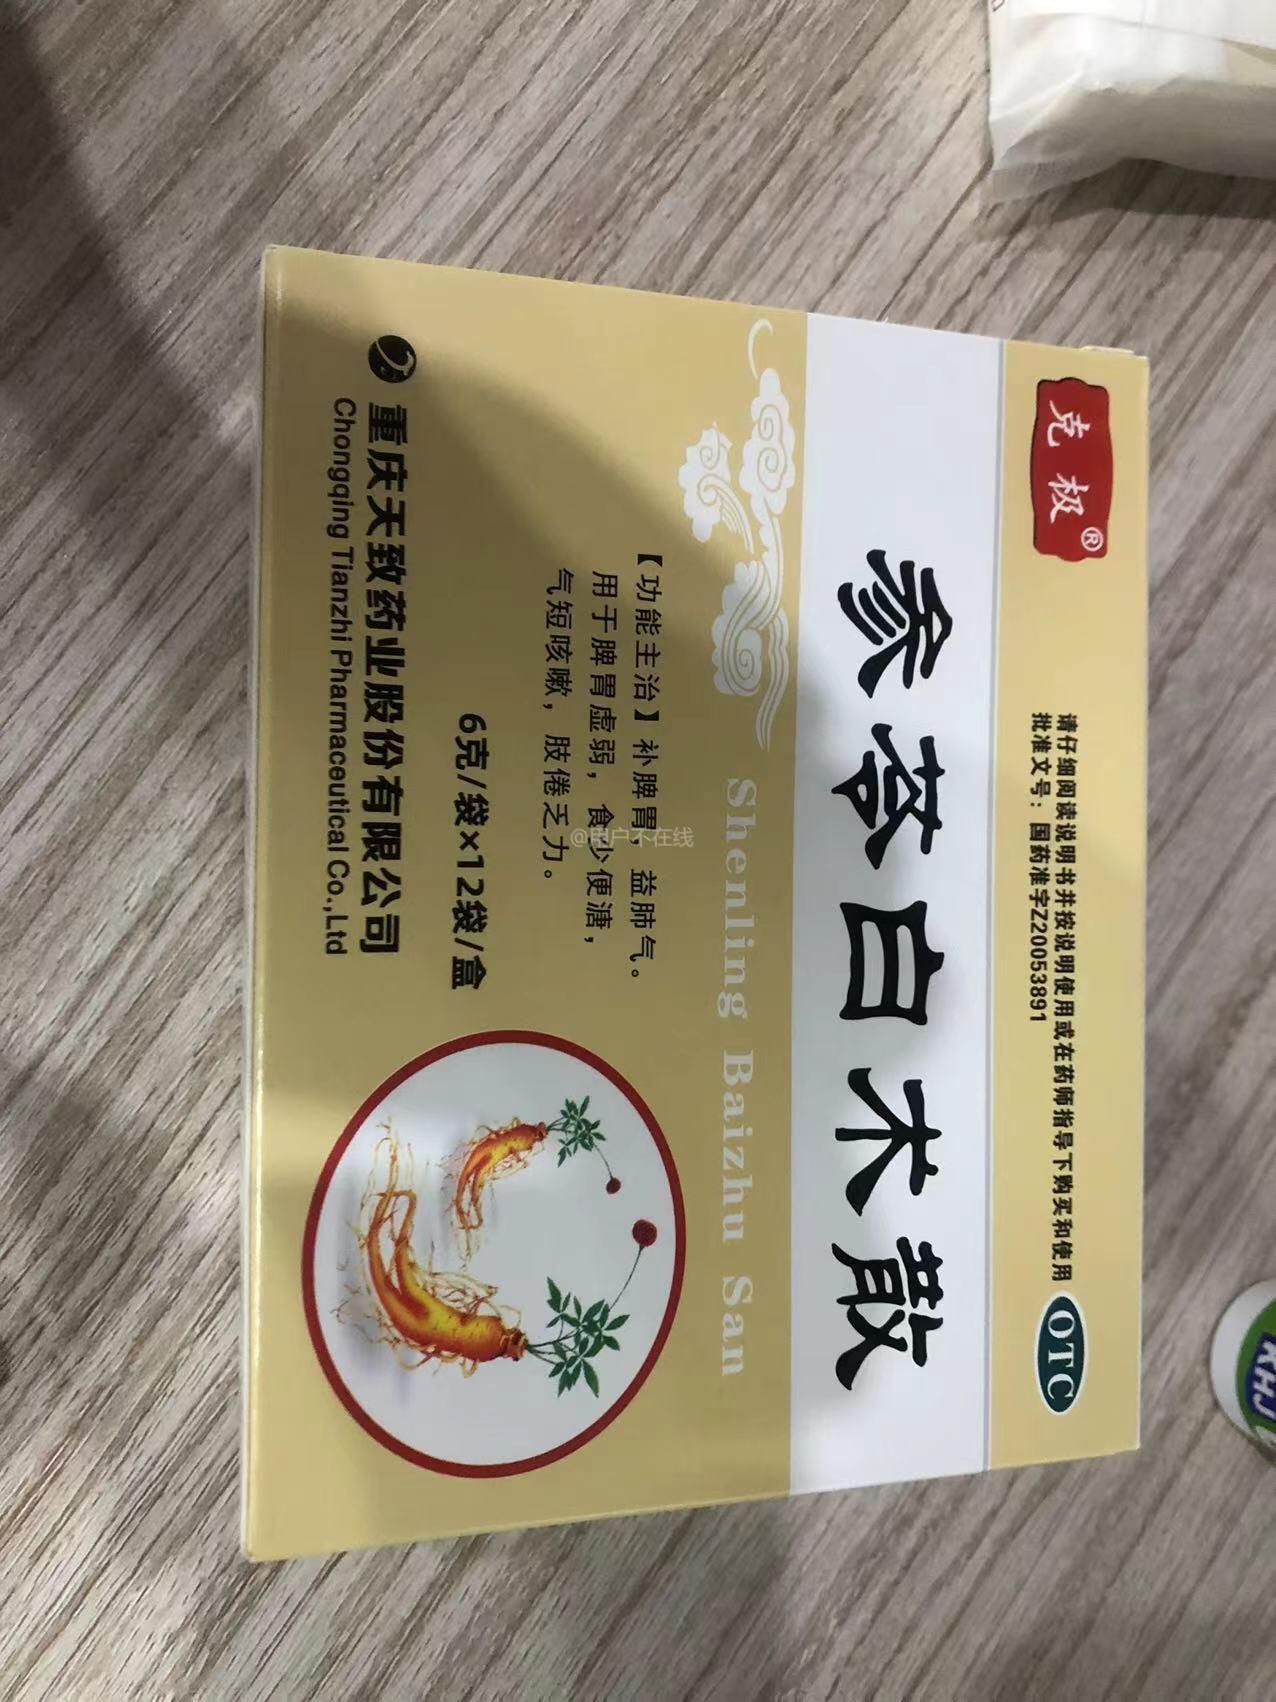 克极®
请仔细阅读说明书并按说明使用或在药师指导下购买和使用
批准文号：国药准字Z20053891
OTC
参苓白术散
Shenling Baizhu San
【功能主治】补脾胃，益肺气。
用于脾胃虚弱，食少便溏，
气短咳嗽，肢倦乏力。
6克/袋×12袋/盒
重庆天致药业股份有限公司
Chongqing Tianzhi Pharmaceutical Co.,Ltd
@用户不在线
KHJ